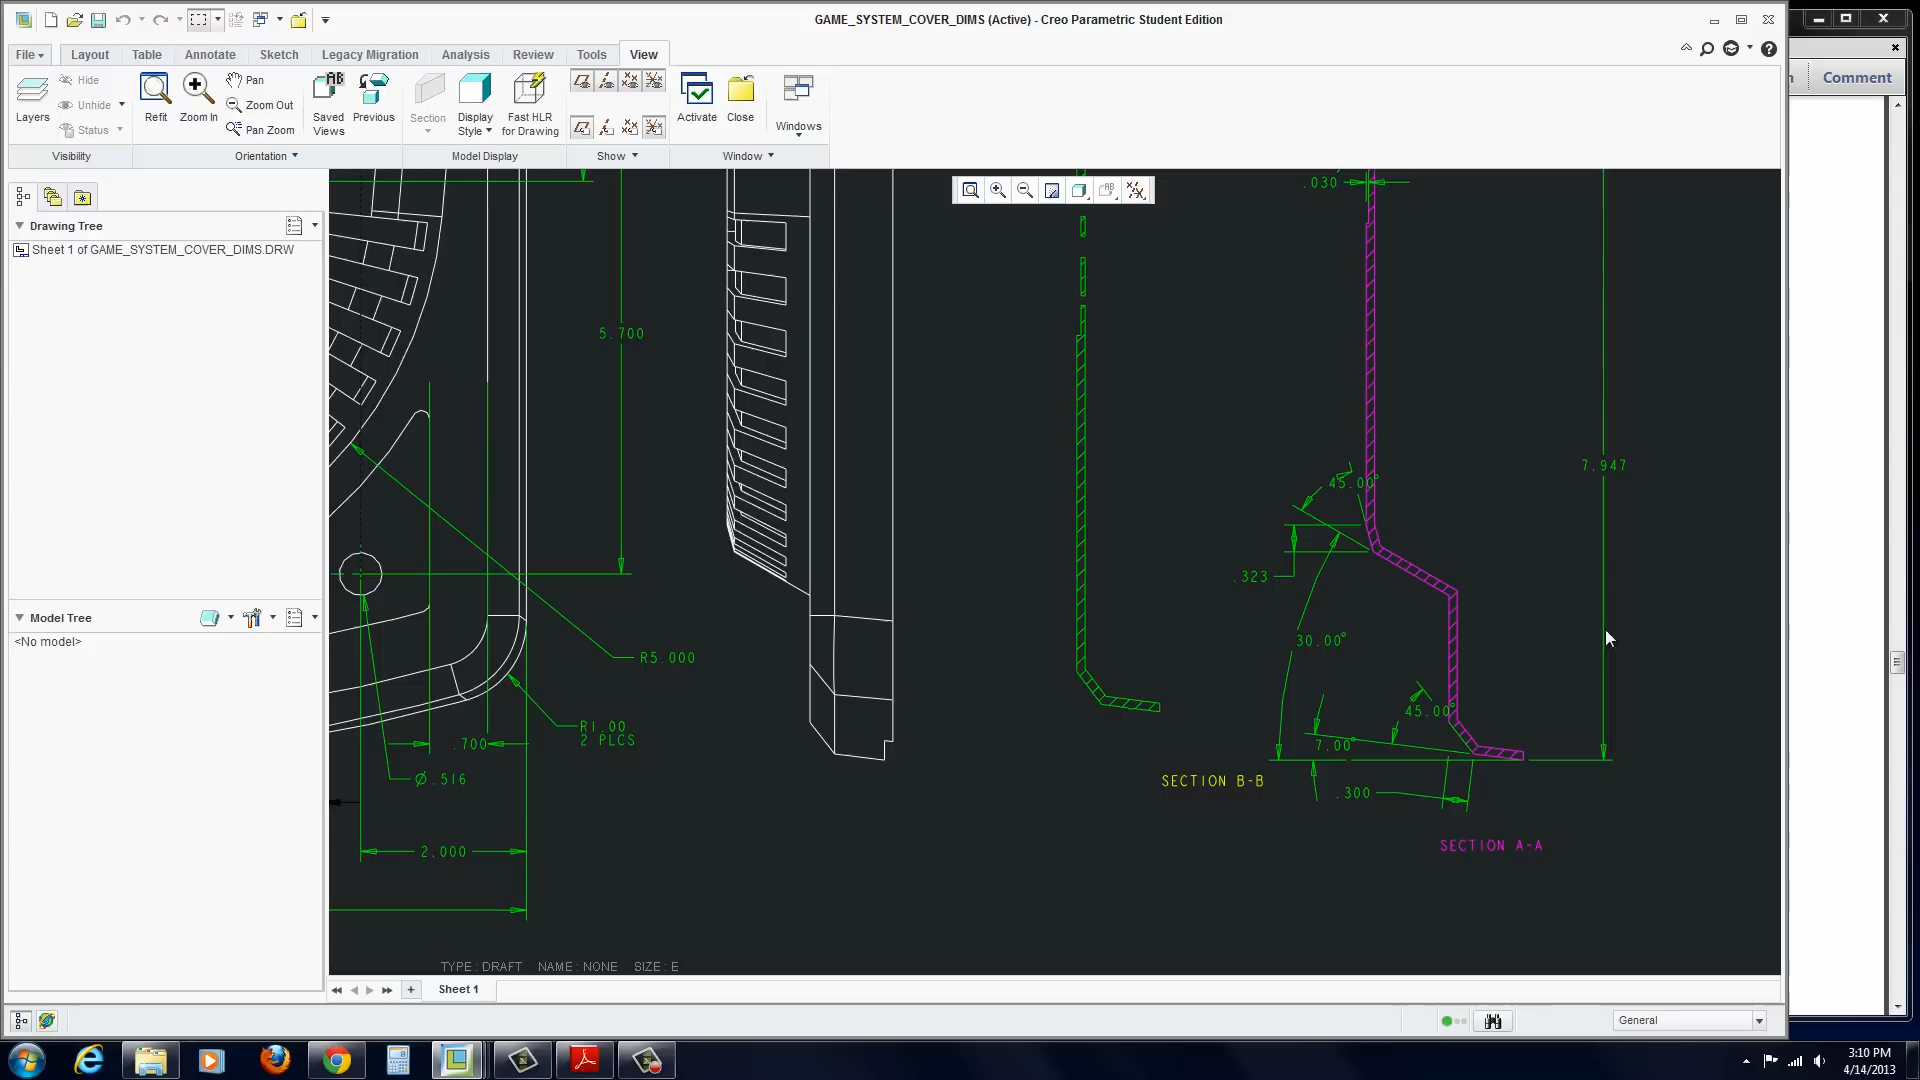 GAME_SYSTEM_COVER_DIMS (Active) - Creo Parametric Student Edition
File
Layout
Table
Annotate
Sketch
Legacy Migration
Analysis
Review
Tools
View
Comment
Layers
Hide
Unhide
Status
Refit
Zoom In
Pan
Zoom Out
Pan Zoom
Saved Views
Previous
Section
Display Style
Fast HLR for Drawing
Activate
Close
Windows
Visibility
Orientation
Model Display
Show
Window
Drawing Tree
Sheet 1 of GAME_SYSTEM_COVER_DIMS.DRW
Model Tree
<No model>
.030
5.700
7.947
45.00°
.323
30.00°
R5.000
R1.00
2 PLCS
45.00°
7.00°
.700
Ø.516
SECTION B-B
.300
2.000
SECTION A-A
TYPE : DRAFT NAME : NONE SIZE : E
Sheet 1
General
3:10 PM
4/14/2013